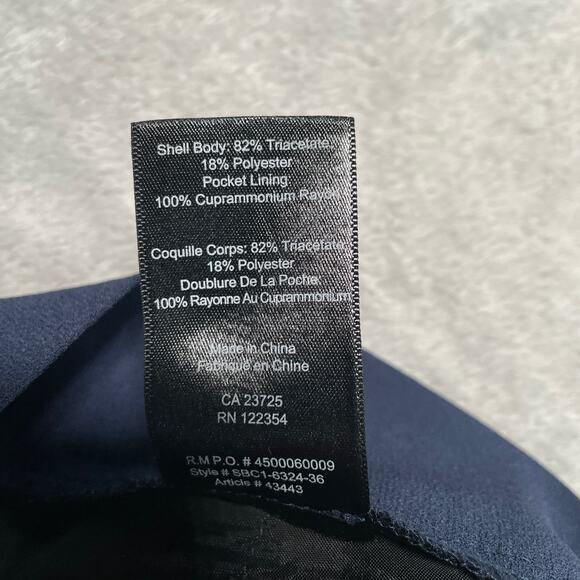 Shell Body: 82% Triacetate,
18% Polyester
Pocket Lining:
100% Cuprammonium Rayon
Coquille Corps: 82% Triacetate,
18% Polyester
Doublure De La Poche:
100% Rayonne Au Cuprammonium
Made in China
Fabriqué en Chine
CA 23725
RN 122354
R.M P.O. # 4500060009
Style # SBC1-6324-36
Article # 43443